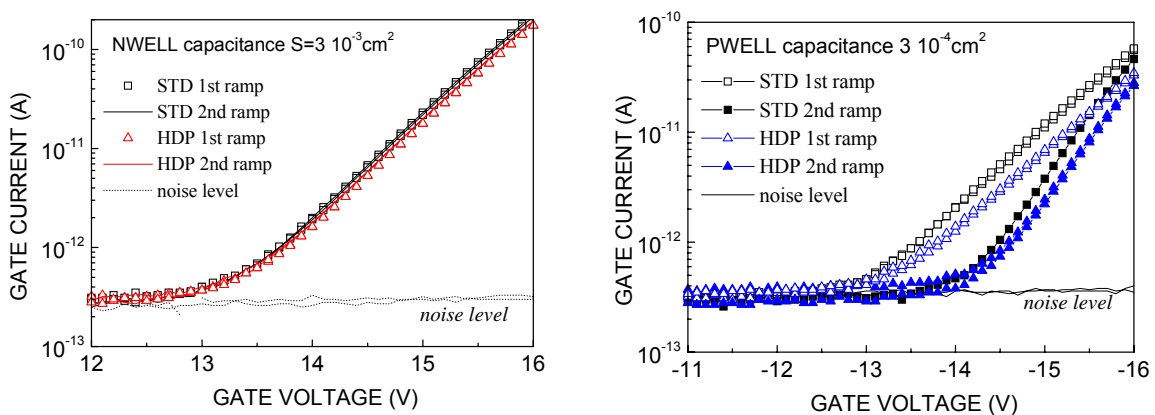 NWELL capacitance S=3 10⁻³cm²
STD 1st ramp
STD 2nd ramp
HDP 1st ramp
HDP 2nd ramp
noise level
noise level
10⁻¹⁰
10⁻¹¹
10⁻¹²
10⁻¹³
GATE CURRENT (A)
12 13 14 15 16
GATE VOLTAGE (V)
PWELL capacitance 3 10⁻⁴cm²
STD 1st ramp
STD 2nd ramp
HDP 1st ramp
HDP 2nd ramp
noise level
noise level
10⁻¹⁰
10⁻¹¹
10⁻¹²
10⁻¹³
GATE CURRENT (A)
-11 -12 -13 -14 -15 -16
GATE VOLTAGE (V)